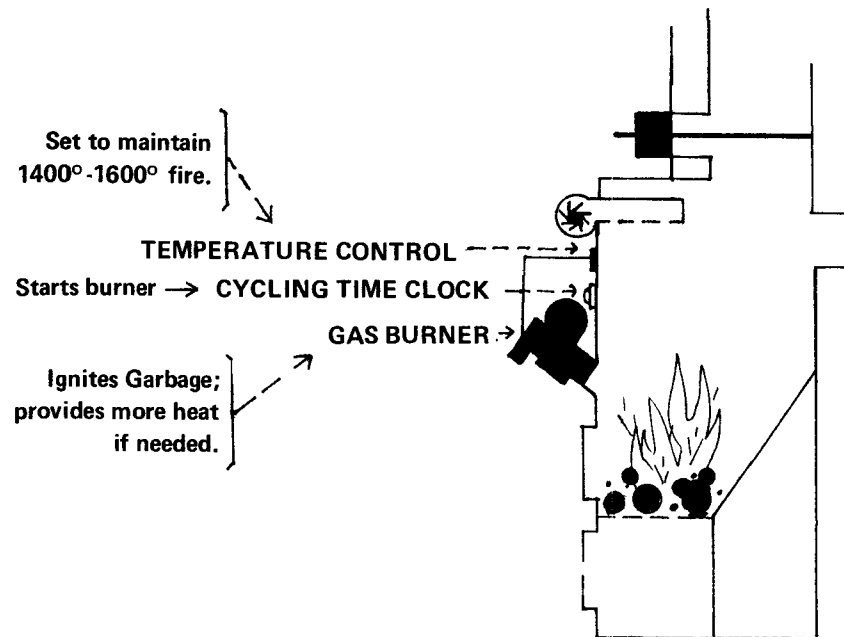 Set to maintain
1400°-1600° fire.
TEMPERATURE CONTROL
Starts burner → CYCLING TIME CLOCK
GAS BURNER
Ignites Garbage;
provides more heat
if needed.